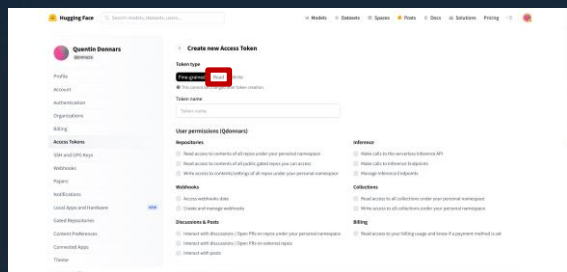 Hugging Face
Search models, datasets, users...
Models
Datasets
Spaces
Posts
Docs
Solutions
Pricing
Quentin Donnars
Profile
Account
Authentication
Organizations
Billing
Access Tokens
SSH and GPG Keys
Webhooks
Papers
Notifications
Local Apps and Hardware
NEW
Gated Repositories
Content Preferences
Connected Apps
Theme
Create new Access Token
Token type
Fine-grained
Read
Token name
Token name
User permissions (Qdonnars)
Repositories
Read access to contents of all repos under your personal namespace
Read access to contents of all public gated repos you can access
Write access to contents/settings of all repos under your personal namespace
Webhooks
Access webhooks data
Create and manage webhooks
Discussions & Posts
Interact with discussions / Open PRs on repos under your personal namespace
Interact with discussions / Open PRs on external repos
Interact with posts
Inference
Make calls to the serverless Inference API
Make calls to Inference Endpoints
Manage Inference Endpoints
Collections
Read access to all collections under your personal namespace
Write access to all collections under your personal namespace
Billing
Read access to your billing usage and know if a payment method is set